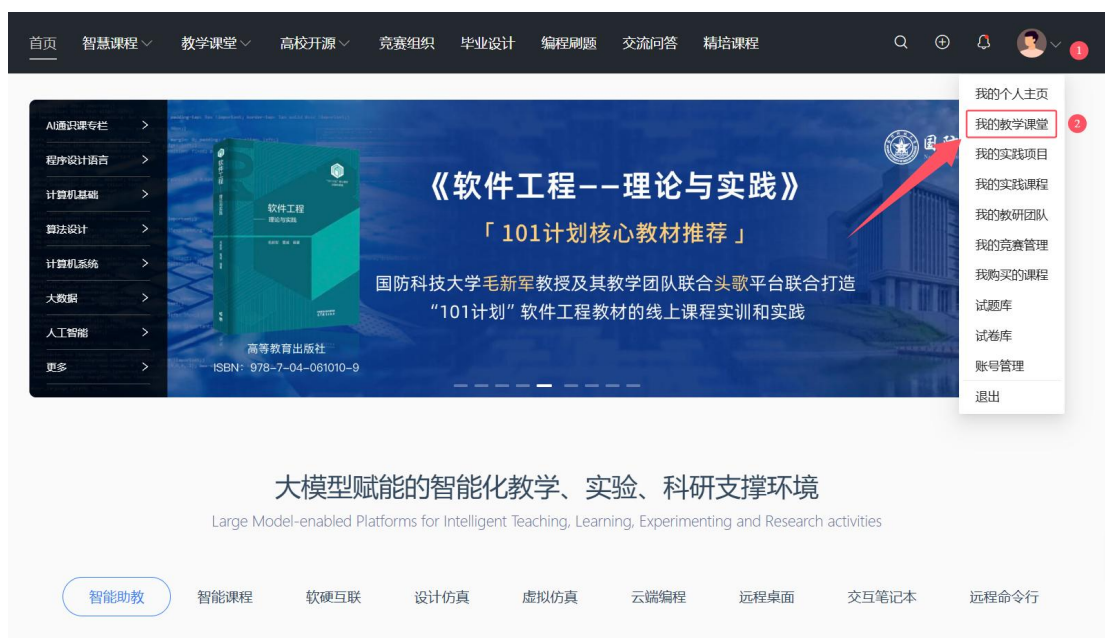 首页 智慧课程 教学课堂 高校开源 竞赛组织 毕业设计 编程刷题 交流问答 精培课程
1
我的个人主页
我的教学课堂 2
我的实践项目
我的实践课程
我的教研团队
我的竞赛管理
我购买的课程
试题库
试卷库
账号管理
退出
AI通识课专栏 >
程序设计语言 >
计算机基础 >
算法设计 >
计算机系统 >
大数据 >
人工智能 >
更多 >
软件工程
理论与实践
高等教育出版社
ISBN：978-7-04-061010-9
《软件工程——理论与实践》
「101计划核心教材推荐」
国防科技大学毛新军教授及其教学团队联合头歌平台联合打造
“101计划”软件工程教材的线上课程实训和实践
大模型赋能的智能化教学、实验、科研支撑环境
Large Model-enabled Platforms for Intelligent Teaching, Learning, Experimenting and Research activities
智能助教 智能课程 软硬互联 设计仿真 虚拟仿真 云端编程 远程桌面 交互笔记本 远程命令行